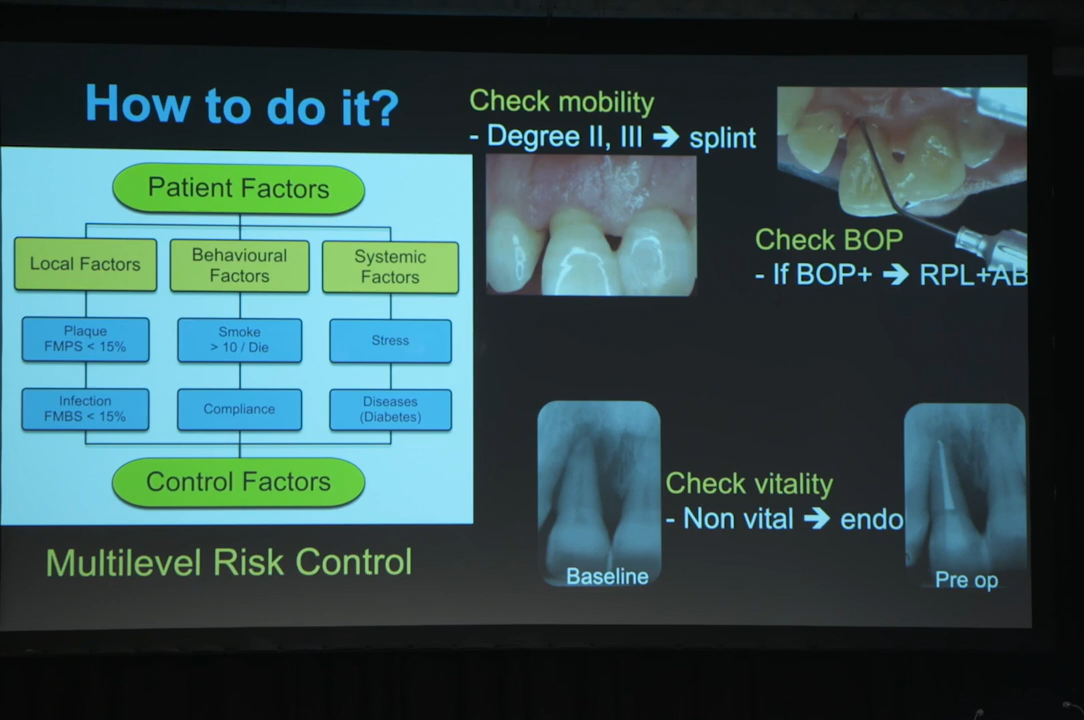 How to do it?
Patient Factors
Local Factors
Behavioural
Factors
Systemic
Factors
Plaque
FMPS < 15%
Smoke
> 10 / Die
Stress
Infection
FMBS < 15%
Compliance
Diseases
(Diabetes)
Control Factors
Multilevel Risk Control
Check mobility
- Degree II, III ➔ splint
Check BOP
- If BOP+ ➔ RPL+AB
Check vitality
- Non vital ➔ endo
Baseline
Pre op